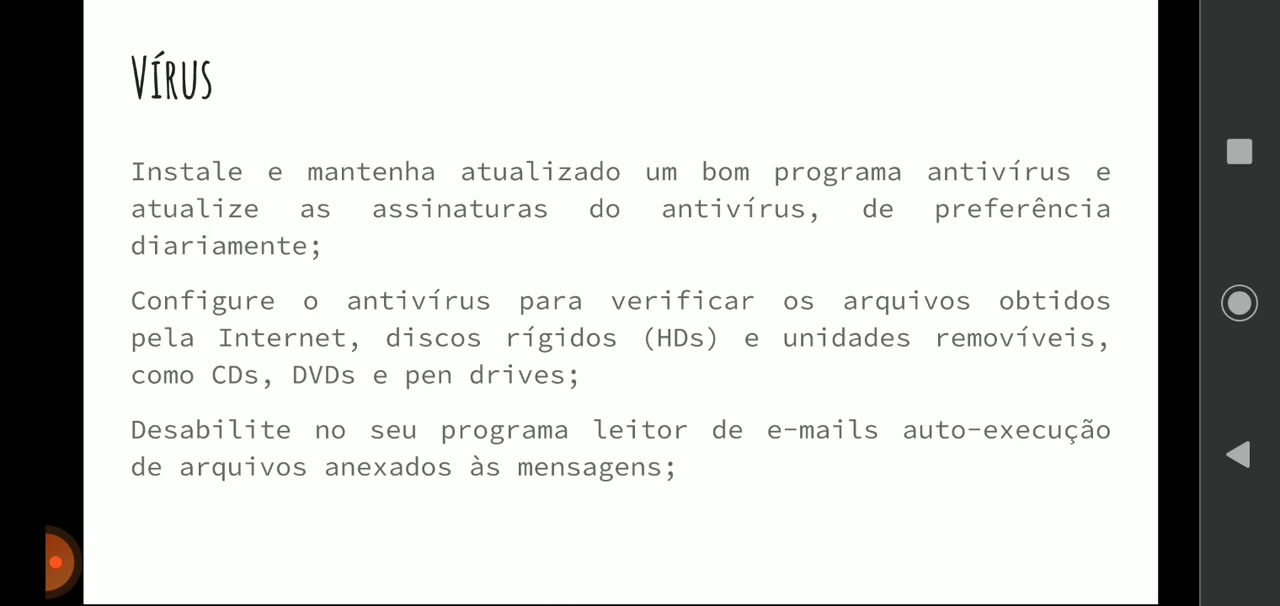 VÍRUS
Instale e mantenha atualizado um bom programa antivírus e
atualize as assinaturas do antivírus, de preferência
diariamente;
Configure o antivírus para verificar os arquivos obtidos
pela Internet, discos rígidos (HDs) e unidades removíveis,
como CDs, DVDs e pen drives;
Desabilite no seu programa leitor de e-mails auto-execução
de arquivos anexados às mensagens;